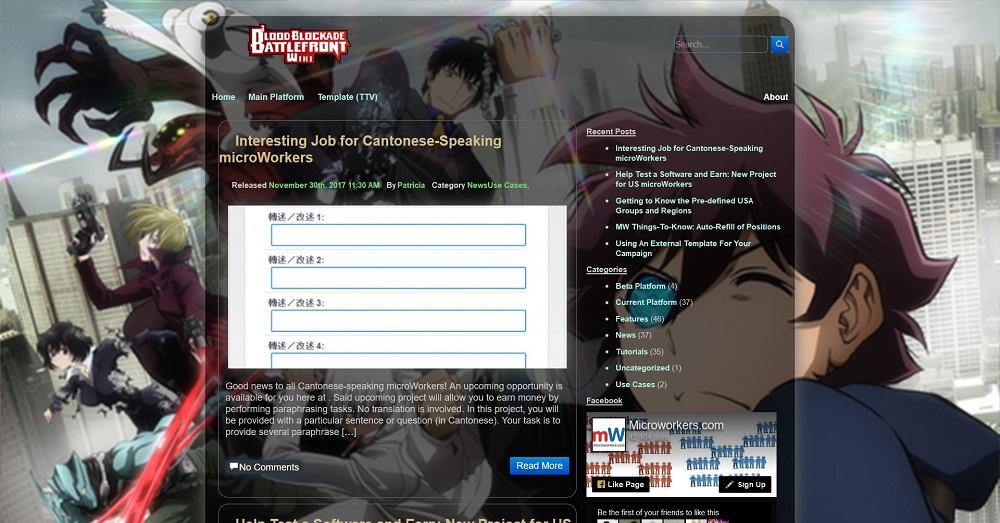 BLOOD BLOCKADE
BATTLEFRONT
WIKI
Search...
Home Main Platform Template (TTV) About
Interesting Job for Cantonese-Speaking
microWorkers
Released November 30th, 2017 11:30 AM By Patricia Category NewsUse Cases,
轉述／改述 1:
轉述／改述 2:
轉述／改述 3:
轉述／改述 4:
Good news to all Cantonese-speaking microWorkers! An upcoming opportunity is
available for you here at . Said upcoming project will allow you to earn money by
performing paraphrasing tasks. No translation is involved. In this project, you will
be provided with a particular sentence or question (in Cantonese). Your task is to
provide several paraphrase […]
No Comments
Read More
Help Test a Software and Earn: New Project for US
Recent Posts
Interesting Job for Cantonese-Speaking
microWorkers
Help Test a Software and Earn: New Project
for US microWorkers
Getting to Know the Pre-defined USA
Groups and Regions
MW Things-To-Know: Auto-Refill of Positions
Using An External Template For Your
Campaign
Categories
Beta Platform (4)
Current Platform (37)
Features (46)
News (37)
Tutorials (35)
Uncategorized (1)
Use Cases (2)
Facebook
mW
microworkers.com
Microworkers.com
Like Page
Sign Up
Be the first of your friends to like this